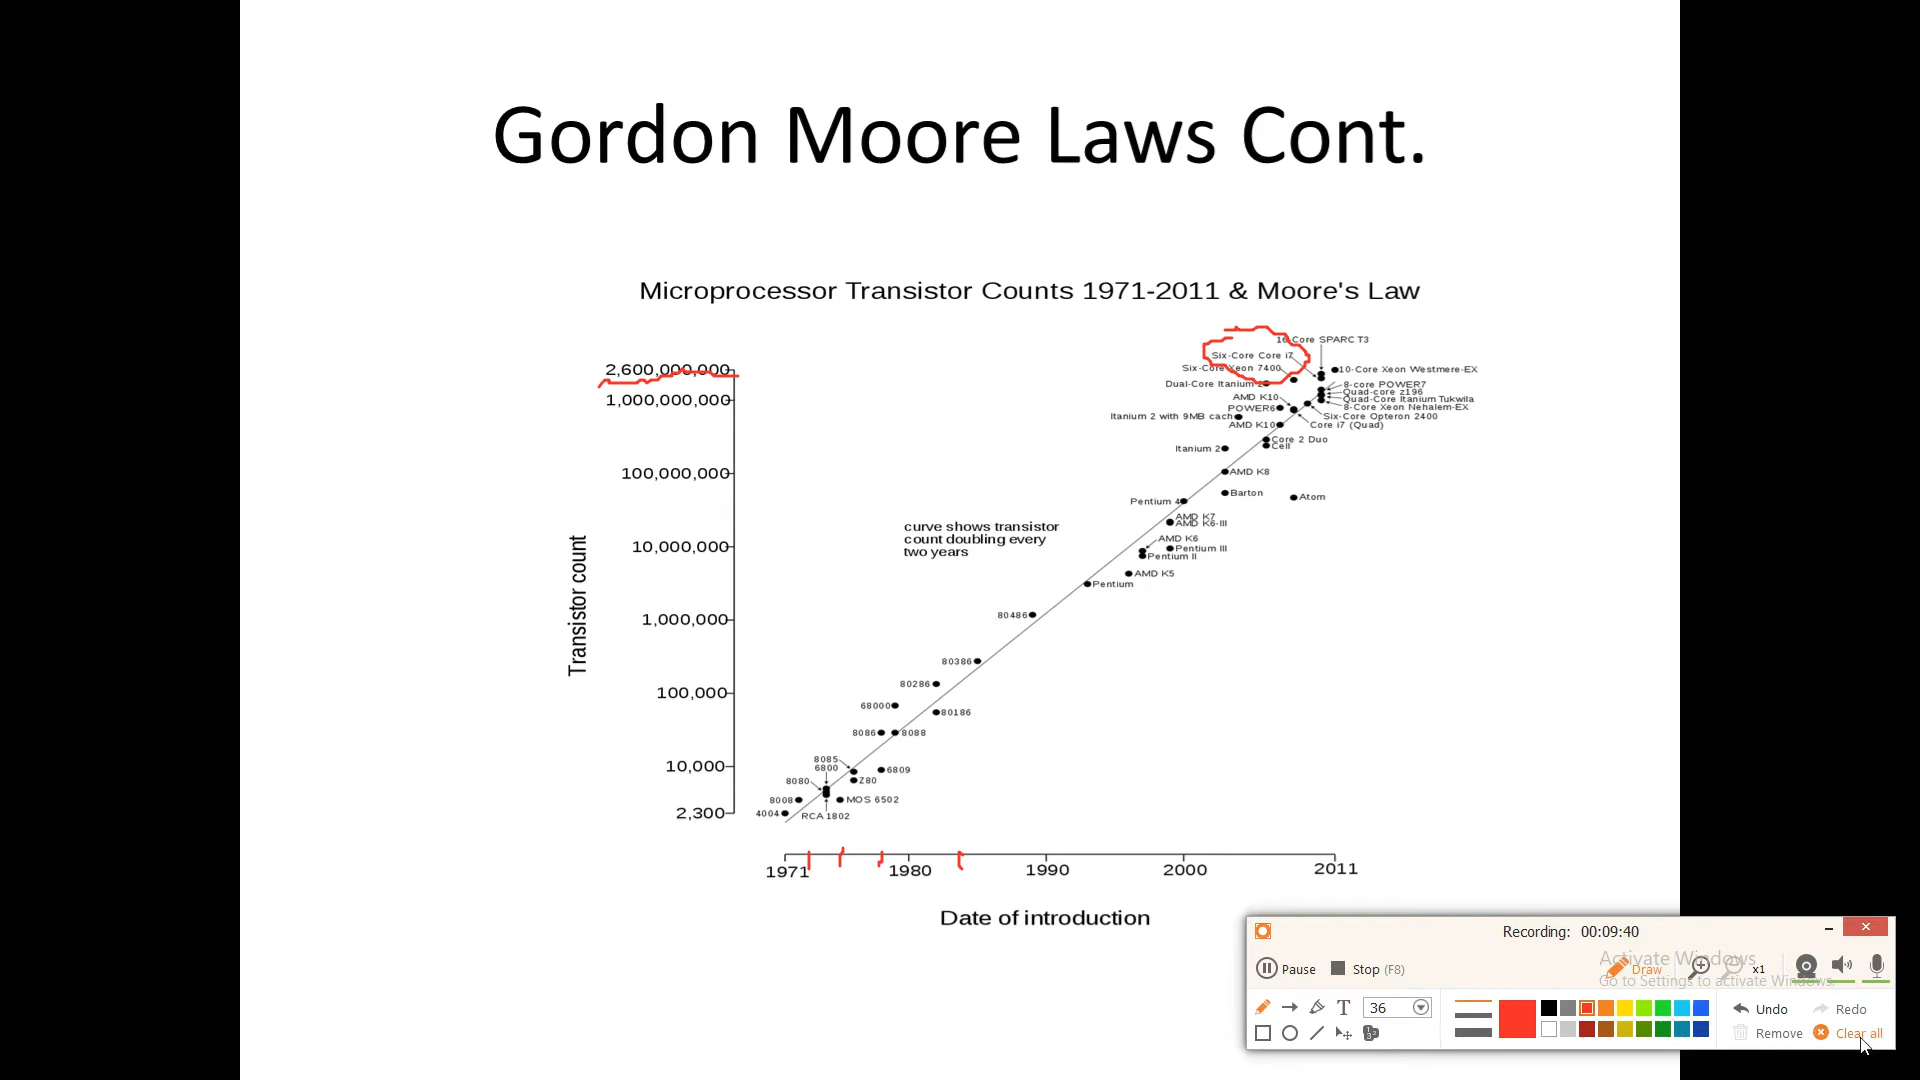 Gordon Moore Laws Cont.
Microprocessor Transistor Counts 1971-2011 & Moore's Law
16-Core SPARC T3
Six-Core Core i7
Six-Core Xeon 7400
10-Core Xeon Westmere-EX
Dual-Core Itanium 2
8-core POWER7
Quad-core z196
Quad-Core Itanium Tukwila
8-Core Xeon Nehalem-EX
AMD K10
POWER6
Itanium 2 with 9MB cache
Six-Core Opteron 2400
AMD K10
Core i7 (Quad)
Core 2 Duo
Cell
Itanium 2
AMD K8
Barton
Atom
Pentium 4
AMD K7
AMD K6-III
curve shows transistor
count doubling every
two years
AMD K6
Pentium III
Pentium II
AMD K5
Pentium
80486
80386
80286
68000
80186
8086
8088
8085
6800
6809
8080
Z80
8008
MOS 6502
4004
RCA 1802
2,600,000,000
1,000,000,000
100,000,000
10,000,000
1,000,000
100,000
10,000
2,300
Transistor count
1971
1980
1990
2000
2011
Date of introduction
Recording: 00:09:40
Activate Windows
Go to Settings to activate Windows.
Pause
Stop (F8)
Draw
x1
T
36
Undo
Redo
Remove
Clear all